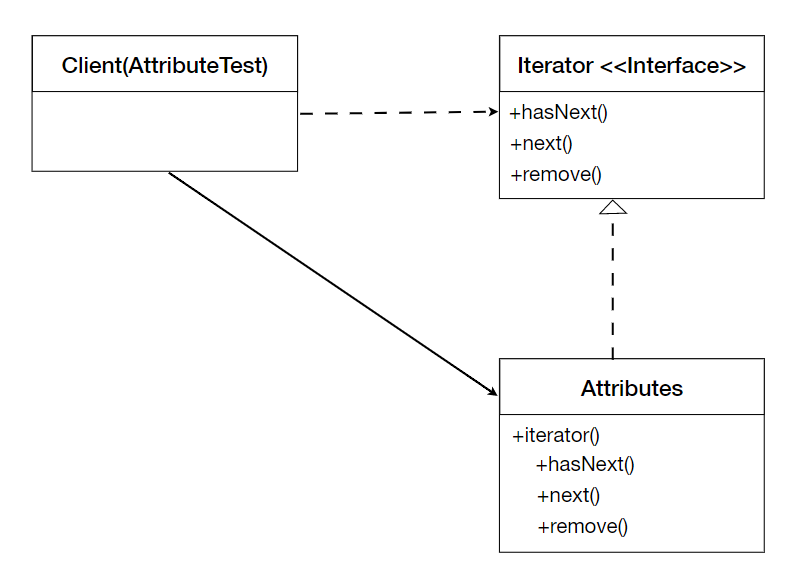 Client(AttributeTest)
Iterator <<Interface>>
+hasNext()
+next()
+remove()
Attributes
+iterator()
+hasNext()
+next()
+remove()